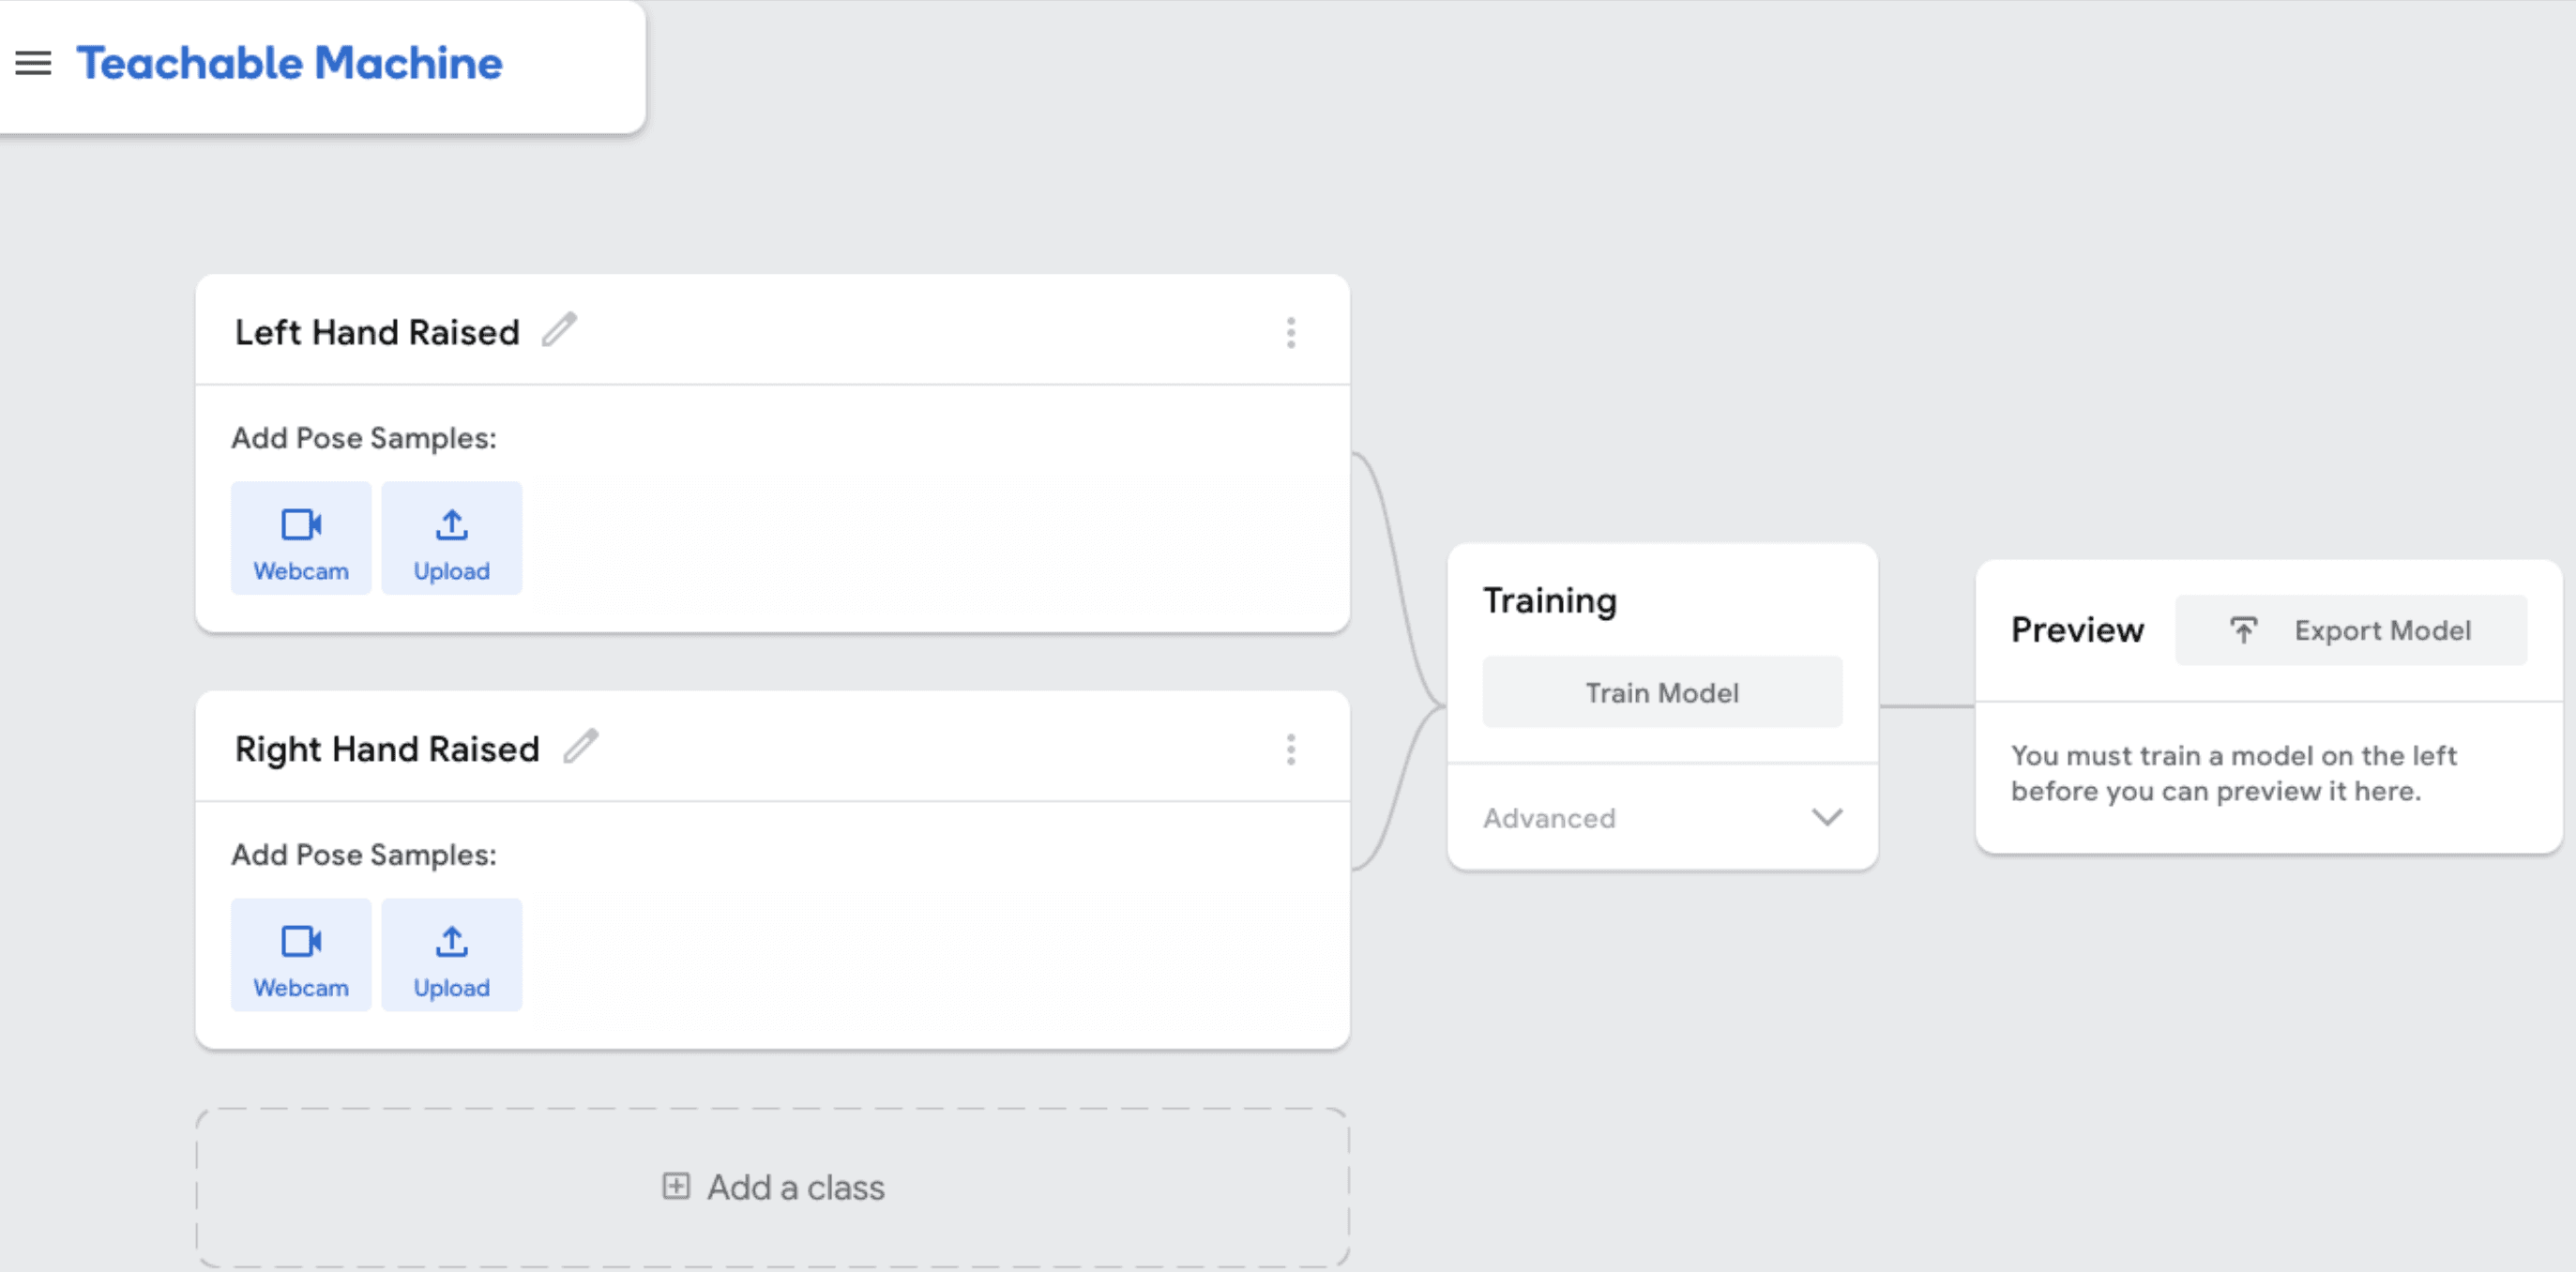 Teachable Machine
Left Hand Raised
Add Pose Samples:
Webcam
Upload
Right Hand Raised
Add Pose Samples:
Webcam
Upload
Add a class
Training
Train Model
Advanced
Preview
Export Model
You must train a model on the left
before you can preview it here.